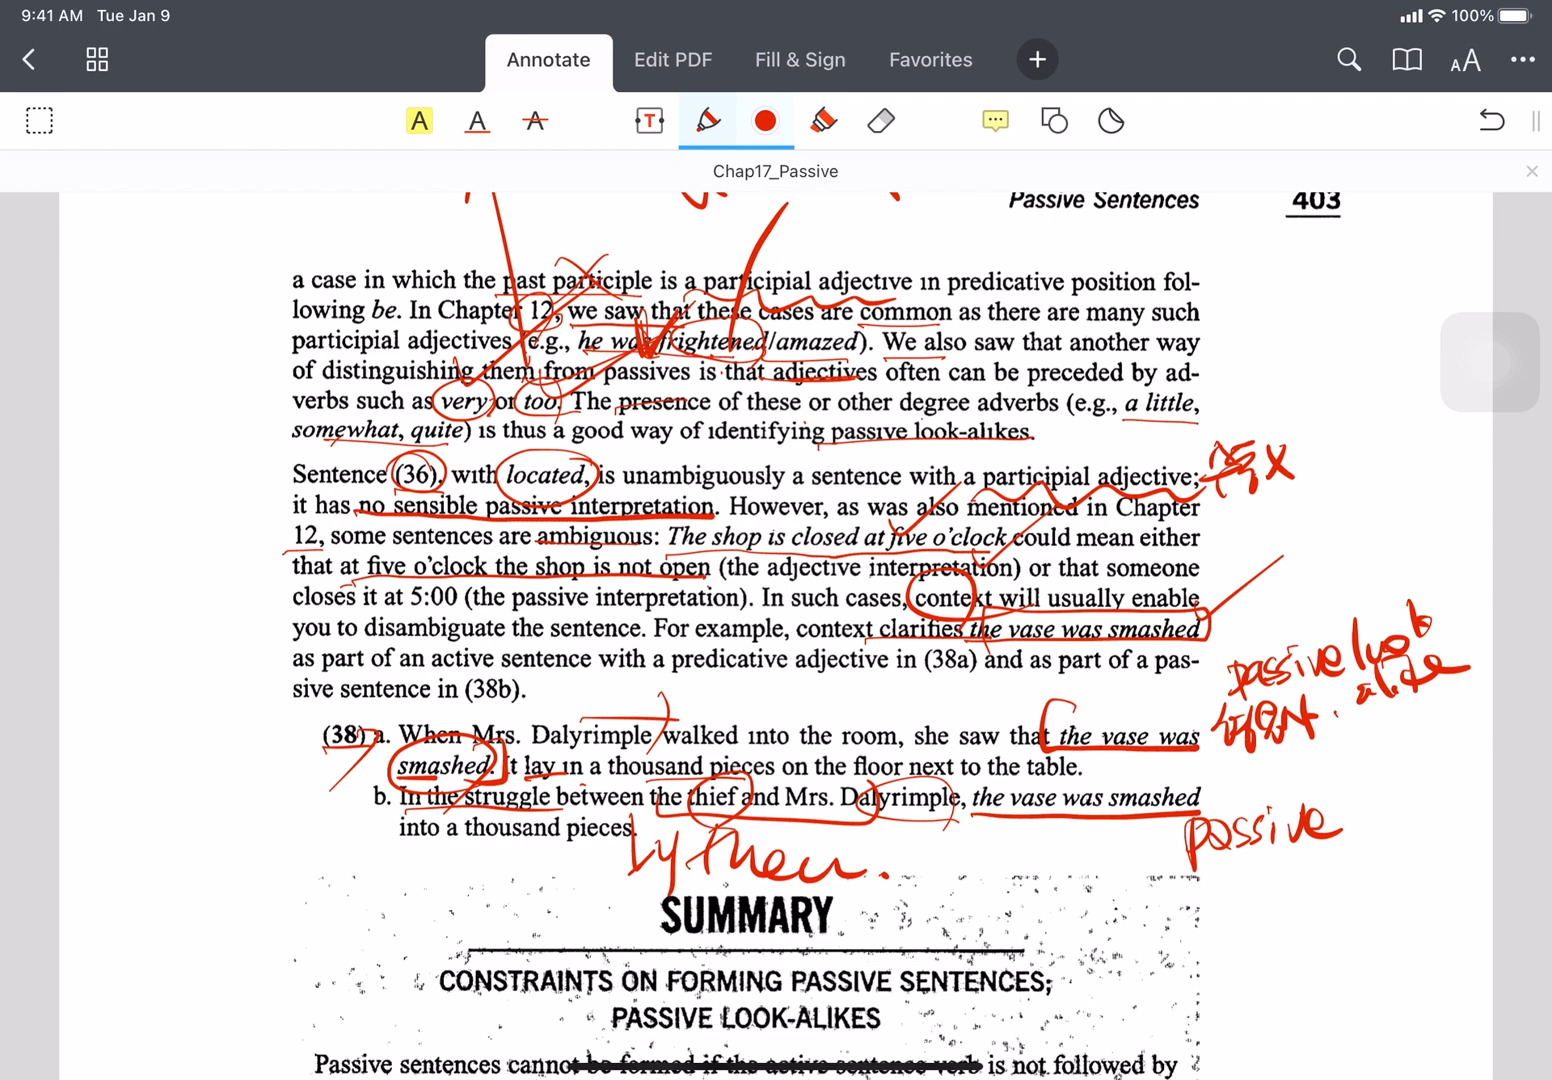 9:41 AM Tue Jan 9
100%
Annotate
Edit PDF
Fill & Sign
Favorites
Chap17_Passive
Passive Sentences 403
a case in which the past participle is a participial adjective in predicative position fol-
lowing be. In Chapter 12, we saw that these cases are common as there are many such
participial adjectives (e.g., he was frightened/amazed). We also saw that another way
of distinguishing them from passives is that adjectives often can be preceded by ad-
verbs such as very or too. The presence of these or other degree adverbs (e.g., a little,
somewhat, quite) is thus a good way of identifying passive look-alikes.
Sentence (36), with located, is unambiguously a sentence with a participial adjective;
it has no sensible passive interpretation. However, as was also mentioned in Chapter
12, some sentences are ambiguous: The shop is closed at five o'clock could mean either
that at five o'clock the shop is not open (the adjective interpretation) or that someone
closes it at 5:00 (the passive interpretation). In such cases, context will usually enable
you to disambiguate the sentence. For example, context clarifies the vase was smashed
as part of an active sentence with a predicative adjective in (38a) and as part of a pas-
sive sentence in (38b).
passive look
alike
(38) a. When Mrs. Dalyrimple walked into the room, she saw that the vase was
smashed. It lay in a thousand pieces on the floor next to the table.
b. In the struggle between the thief and Mrs. Dalyrimple, the vase was smashed
into a thousand pieces.
passive
by them.
SUMMARY
CONSTRAINTS ON FORMING PASSIVE SENTENCES;
PASSIVE LOOK-ALIKES
Passive sentences cannot be formed if the active sentence verb is not followed by